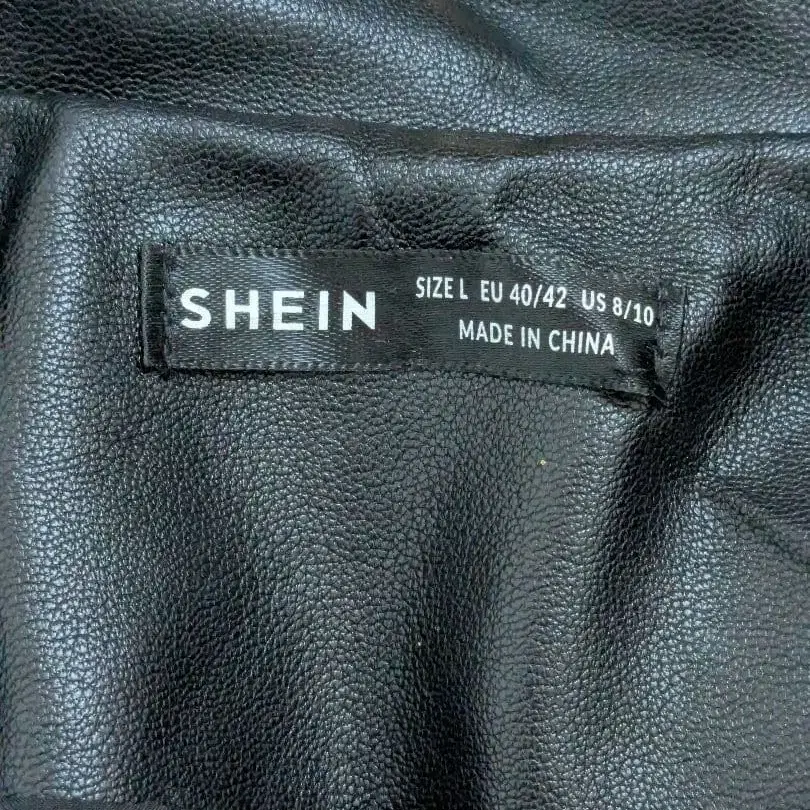 SHEIN
SIZE L EU 40/42 US 8/10
MADE IN CHINA